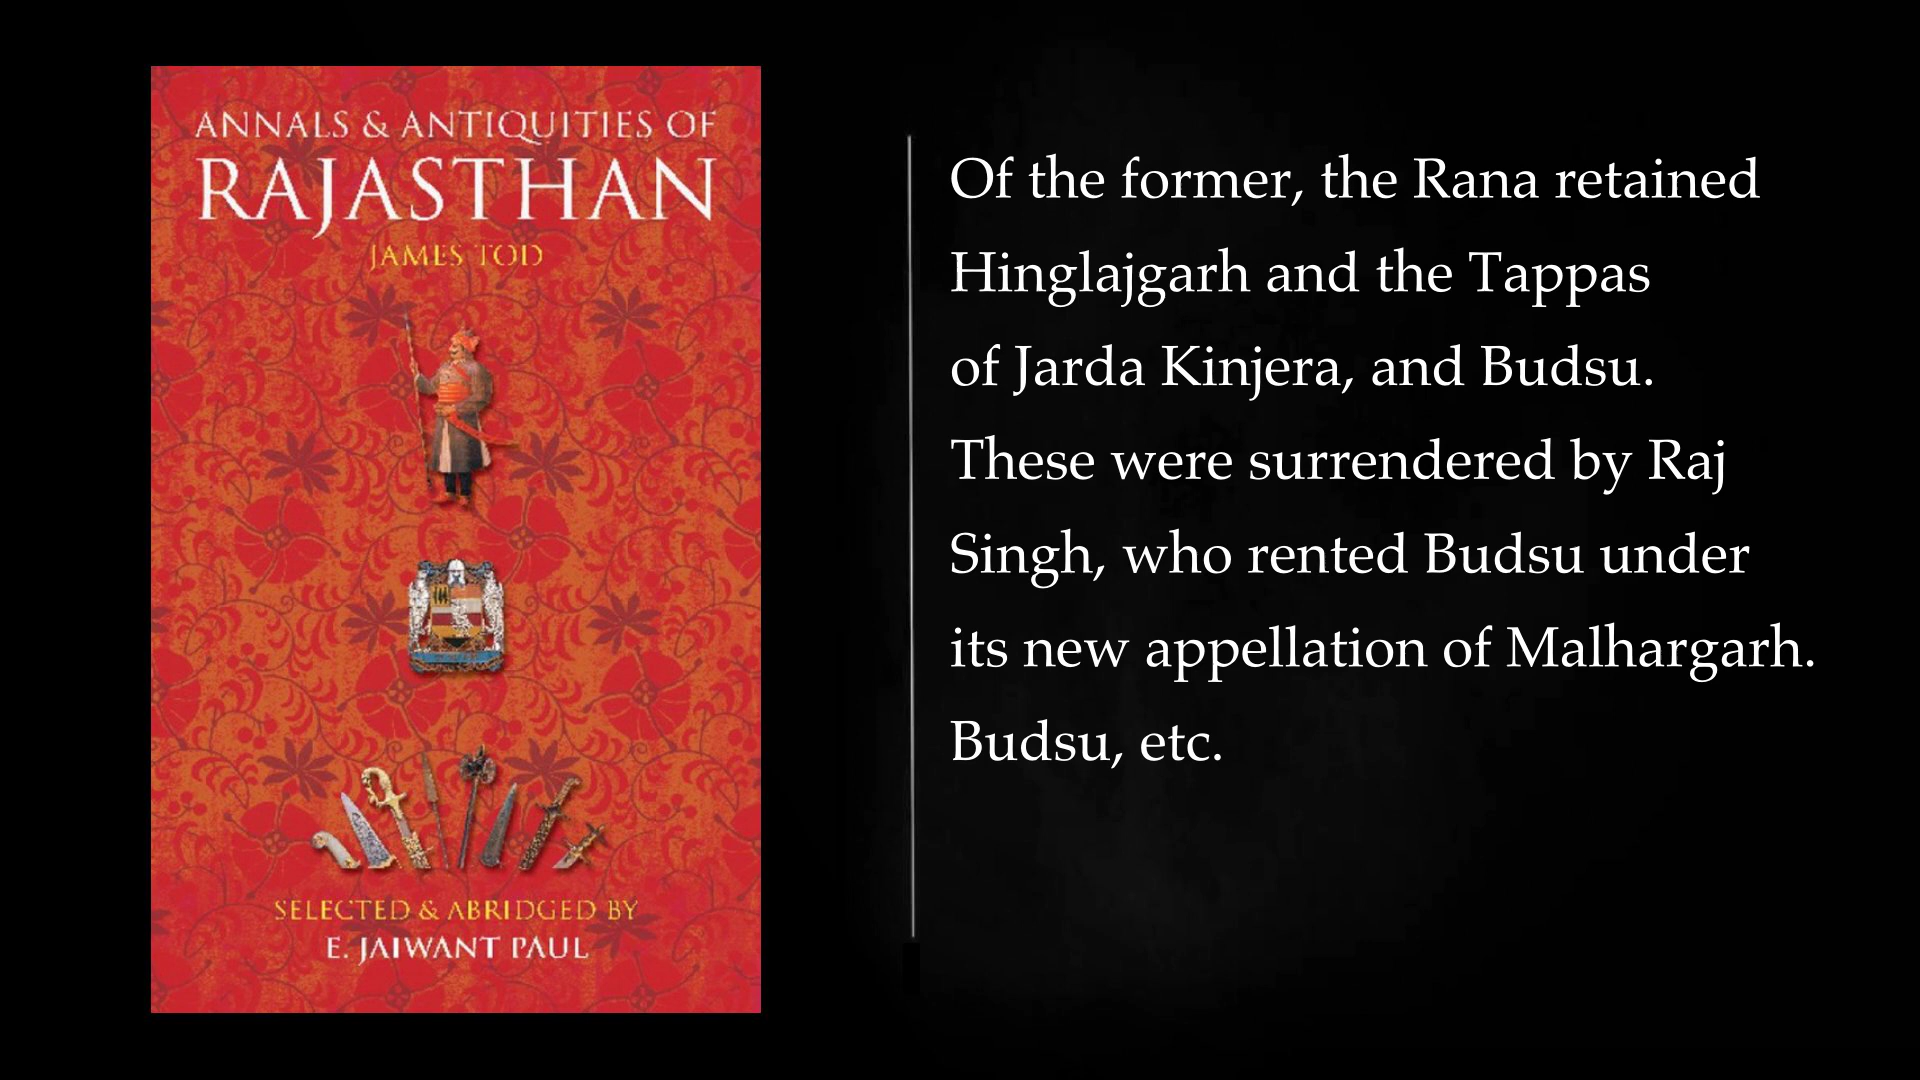 ANNALS & ANTIQUITIES OF
RAJASTHAN
JAMES TOD
SELECTED & ABRIDGED BY
E. JAIWANT PAUL
Of the former, the Rana retained
Hinglajgarh and the Tappas
of Jarda Kinjera, and Budsu.
These were surrendered by Raj
Singh, who rented Budsu under
its new appellation of Malhargarh.
Budsu, etc.